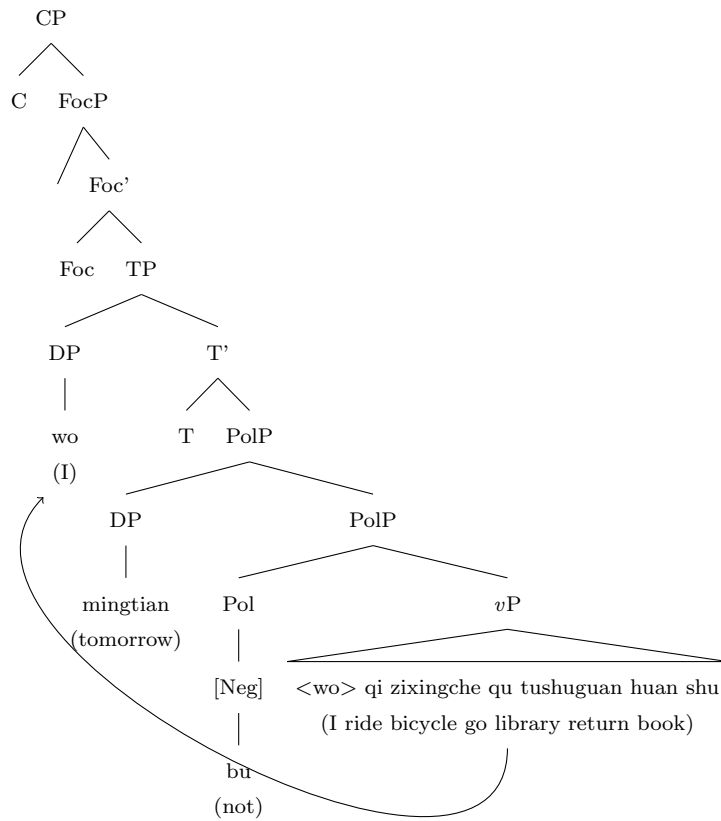 CP
C FocP
Foc'
Foc TP
DP T'
wo T PolP
(I)
DP PolP
mingtian Pol vP
(tomorrow)
[Neg] <wo> qi zixingche qu tushuguan huan shu
(I ride bicycle go library return book)
bu
(not)